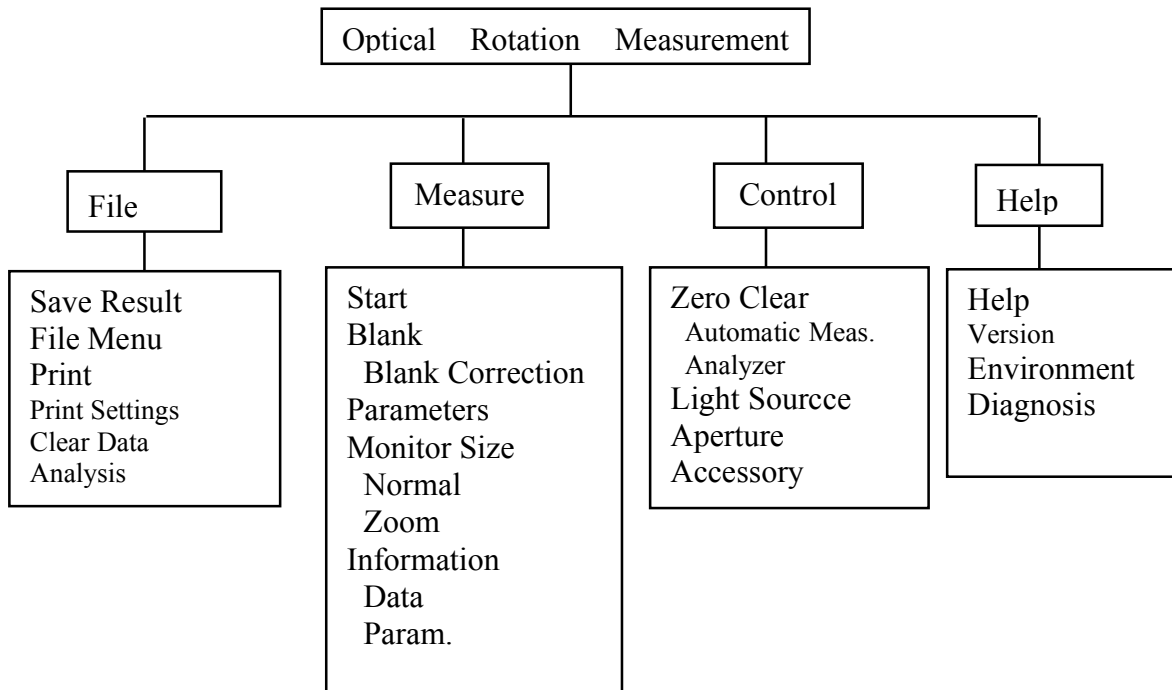 Optical Rotation Measurement
File
Measure
Control
Help
Save Result
File Menu
Print
Print Settings
Clear Data
Analysis
Start
Blank
Blank Correction
Parameters
Monitor Size
Normal
Zoom
Information
Data
Param.
Zero Clear
Automatic Meas.
Analyzer
Light Sourcce
Aperture
Accessory
Help
Version
Environment
Diagnosis